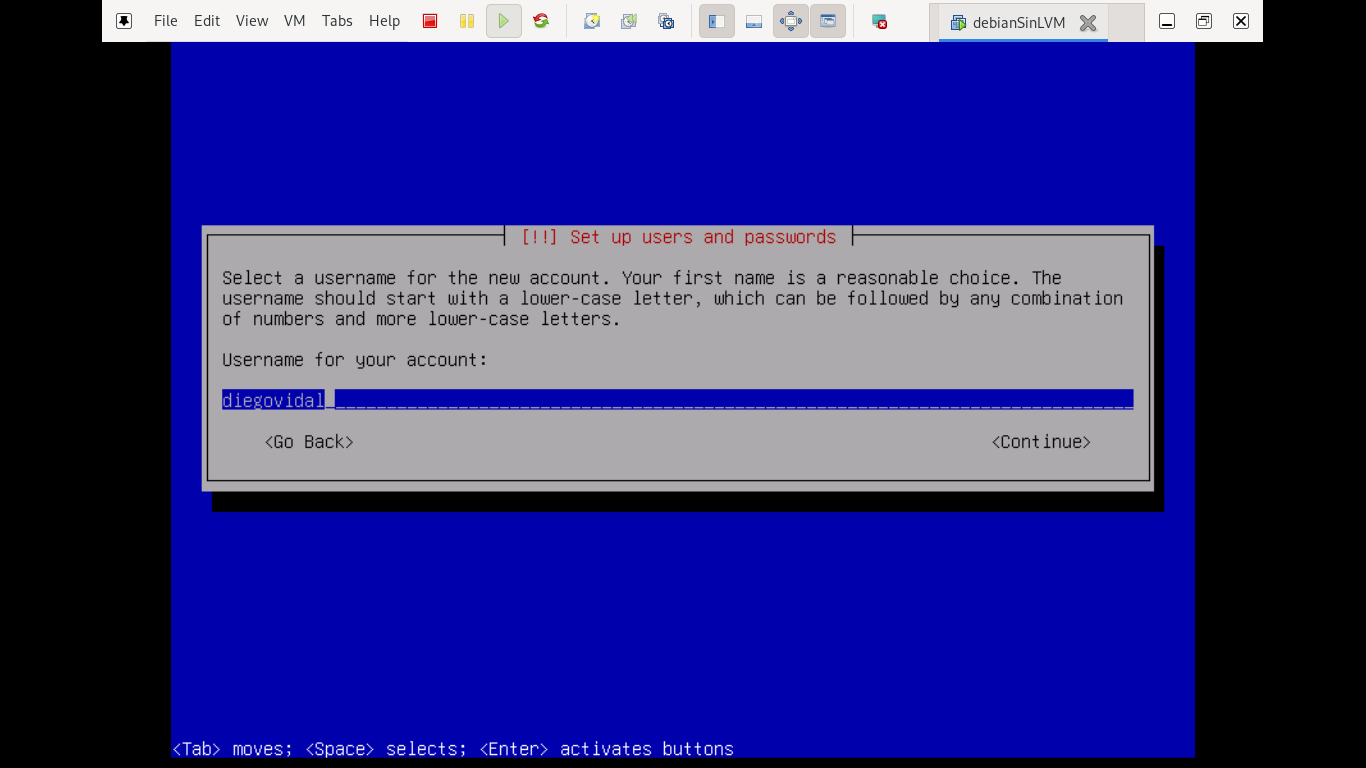 File Edit View VM Tabs Help debianSinLVM
[!!] Set up users and passwords
Select a username for the new account. Your first name is a reasonable choice. The
username should start with a lower-case letter, which can be followed by any combination
of numbers and more lower-case letters.
Username for your account:
diegovidal
<Go Back> <Continue>
<Tab> moves; <Space> selects; <Enter> activates buttons